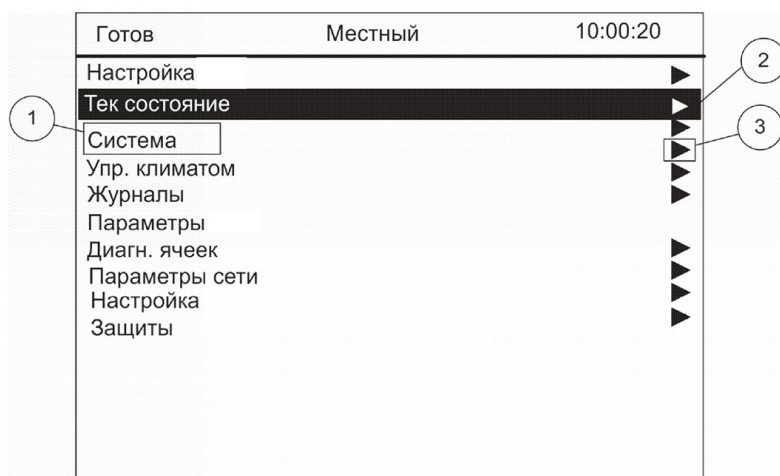 Готов Местный 10:00:20
Настройка
Тек состояние
Система
Упр. климатом
Журналы
Параметры
Диагн. ячеек
Параметры сети
Настройка
Защиты
1
2
3